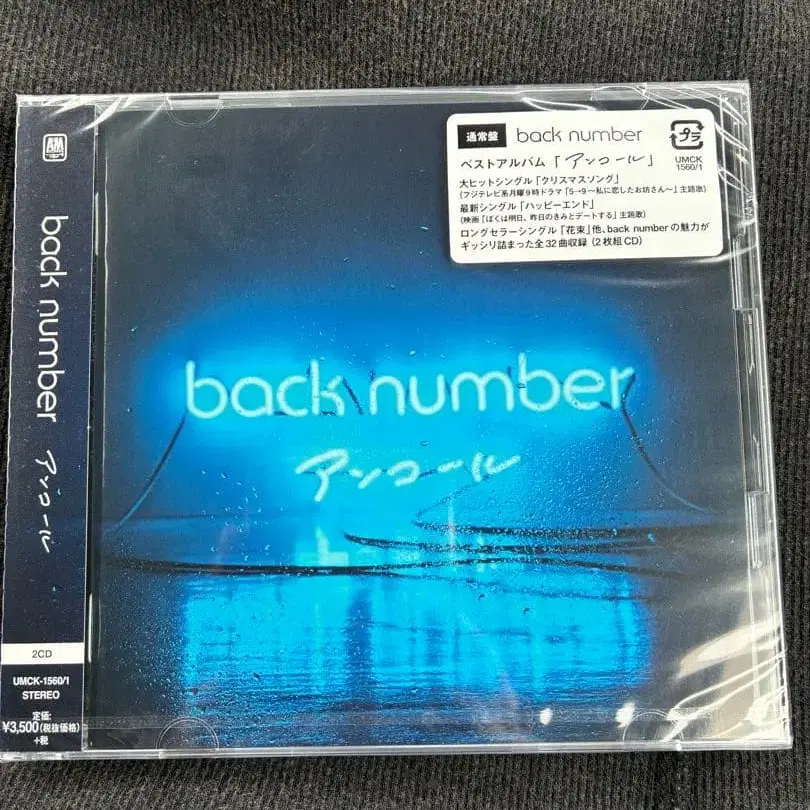 A&M
back number
アンコール
2CD
UMCK-1560/1
STEREO
定価:
¥3,500(税抜価格)
+税
通常盤 back number
プラ
UMCK
1560/1
ベストアルバム「アンコール」
大ヒットシングル「クリスマスソング」
(フジテレビ系月曜9時ドラマ「5→9～私に恋したお坊さん～」主題歌)
最新シングル「ハッピーエンド」
(映画「ぼくは明日、昨日のきみとデートする」主題歌)
ロングセラーシングル「花束」他、back numberの魅力が
ギッシリ詰まった全32曲収録(2枚組CD)
back number
アンコール